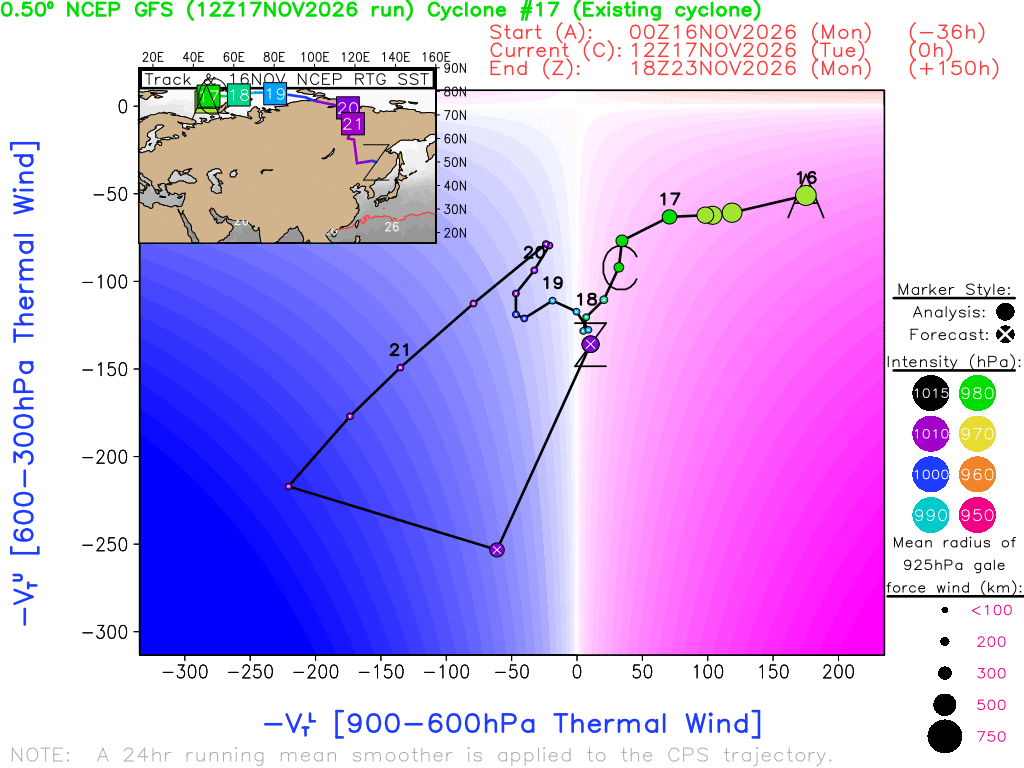 0.50° NCEP GFS (12Z17NOV2026 run) Cyclone #17 (Existing cyclone)
Start (A): 00Z16NOV2026 (Mon) (−36h)
Current (C): 12Z17NOV2026 (Tue) (0h)
End (Z): 18Z23NOV2026 (Mon) (+150h)
20E 40E 60E 80E 100E 120E 140E 160E
90N
Track & 16NOV NCEP RTG SST
80N
70N
60N
50N
40N
30N
20N
17 18 19 20
21
Z
26
0
−50
−100
−150
−200
−250
−300
−V_T^U [600−300hPa Thermal Wind]
16
A
17
C
18
19
20
21
Z
−300 −250 −200 −150 −100 −50 0 50 100 150 200
−V_T^L [900−600hPa Thermal Wind]
Marker Style:
Analysis:
Forecast:
Intensity (hPa):
1015 980
1010 970
1000 960
990 950
Mean radius of
925hPa gale
force wind (km):
<100
200
300
500
750
NOTE: A 24hr running mean smoother is applied to the CPS trajectory.